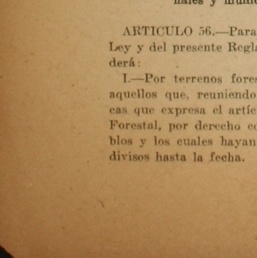 nales y
ARTICULO 56.—Para
Ley y del presente Regla
derá:
I.—Por terrenos fores
aquellos que, reuniendo
cas que expresa el artíc
Forestal, por derecho co
blos y los cuales hayan
divisos hasta la fecha.